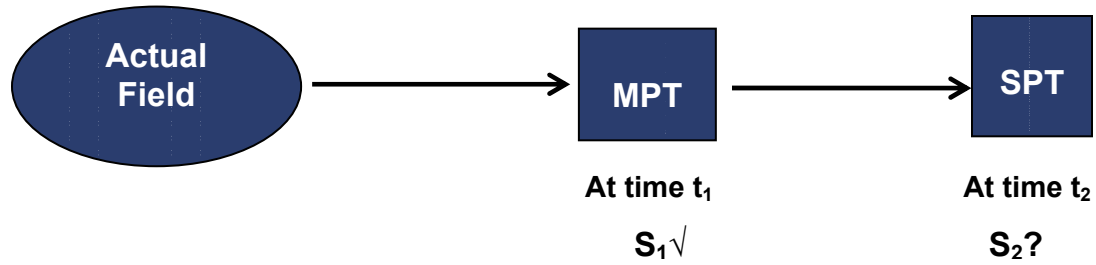 Actual
Field
MPT
SPT
At time t₁
At time t₂
S₁√
S₂?